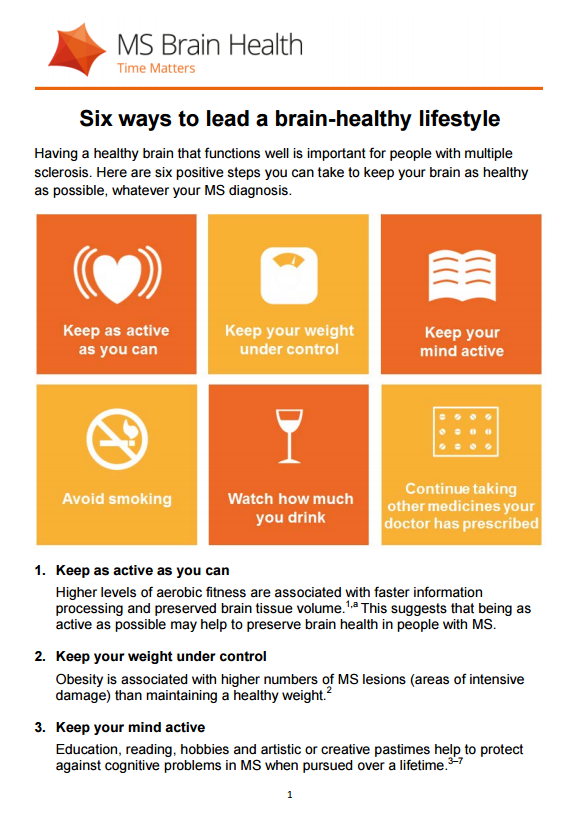 MS Brain Health
Time Matters
Six ways to lead a brain-healthy lifestyle
Having a healthy brain that functions well is important for people with multiple
sclerosis. Here are six positive steps you can take to keep your brain as healthy
as possible, whatever your MS diagnosis.
Keep as active
as you can
Keep your weight
under control
Keep your
mind active
Avoid smoking
Watch how much
you drink
Continue taking
other medicines your
doctor has prescribed
1. Keep as active as you can
Higher levels of aerobic fitness are associated with faster information
processing and preserved brain tissue volume.1,a This suggests that being as
active as possible may help to preserve brain health in people with MS.
2. Keep your weight under control
Obesity is associated with higher numbers of MS lesions (areas of intensive
damage) than maintaining a healthy weight.2
3. Keep your mind active
Education, reading, hobbies and artistic or creative pastimes help to protect
against cognitive problems in MS when pursued over a lifetime.3–7
1